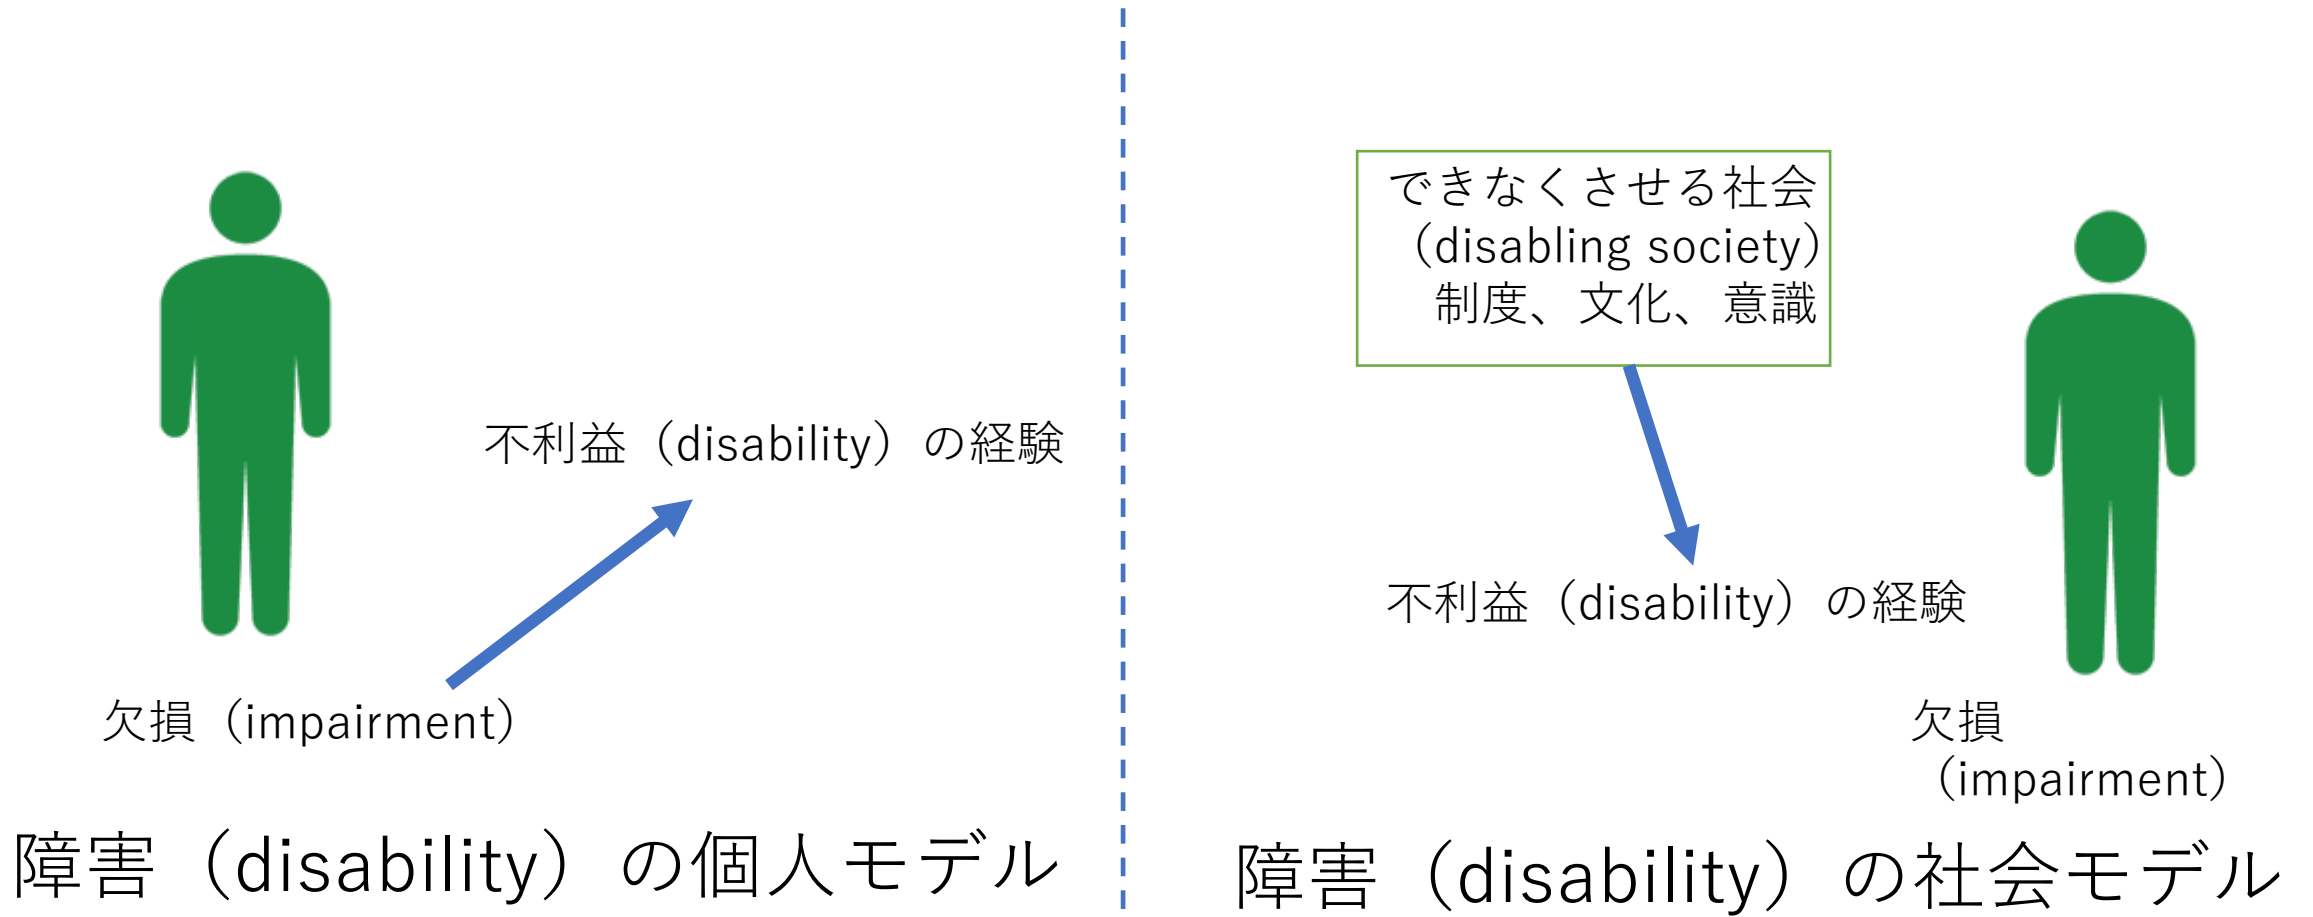 不利益（disability）の経験
欠損（impairment）
障害（disability）の個人モデル
できなくさせる社会
（disabling society）
制度、文化、意識
不利益（disability）の経験
欠損
（impairment）
障害（disability）の社会モデル